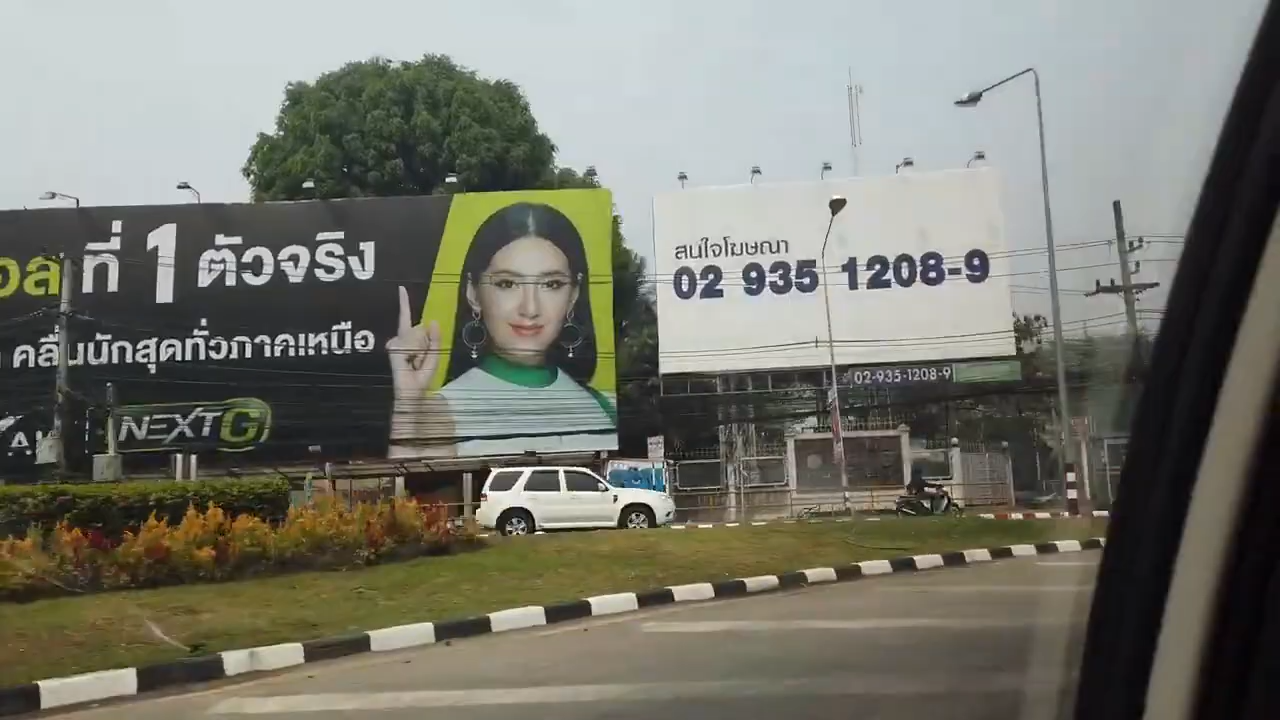 ที่ 1 ตัวจริง
คลื่นนักสุดทั่วภาคเหนือ
NEXTG
สนใจโฆษณา
02 935 1208-9
02-935-1208-9